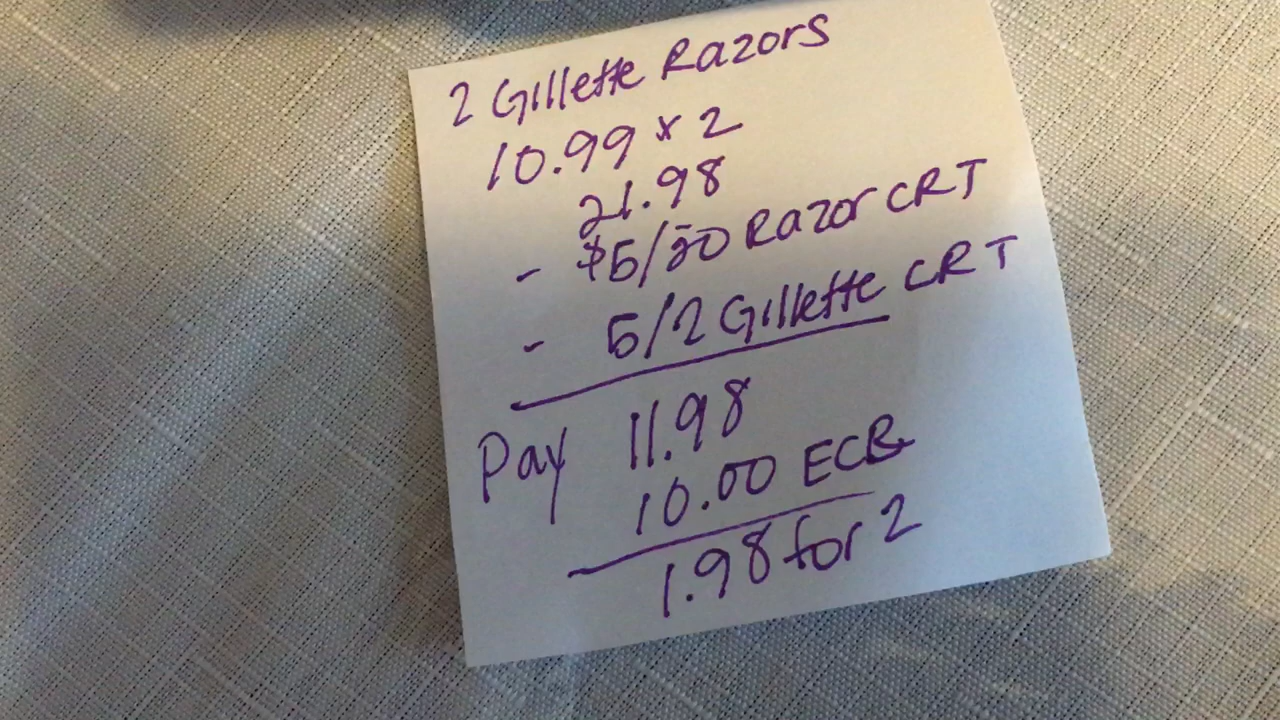 2 Gillette Razors
10.99 x 2
21.98
- $5/20 Razor CRT
- 5/2 Gillette CRT
Pay 11.98
10.00 ECB
1.98 for 2